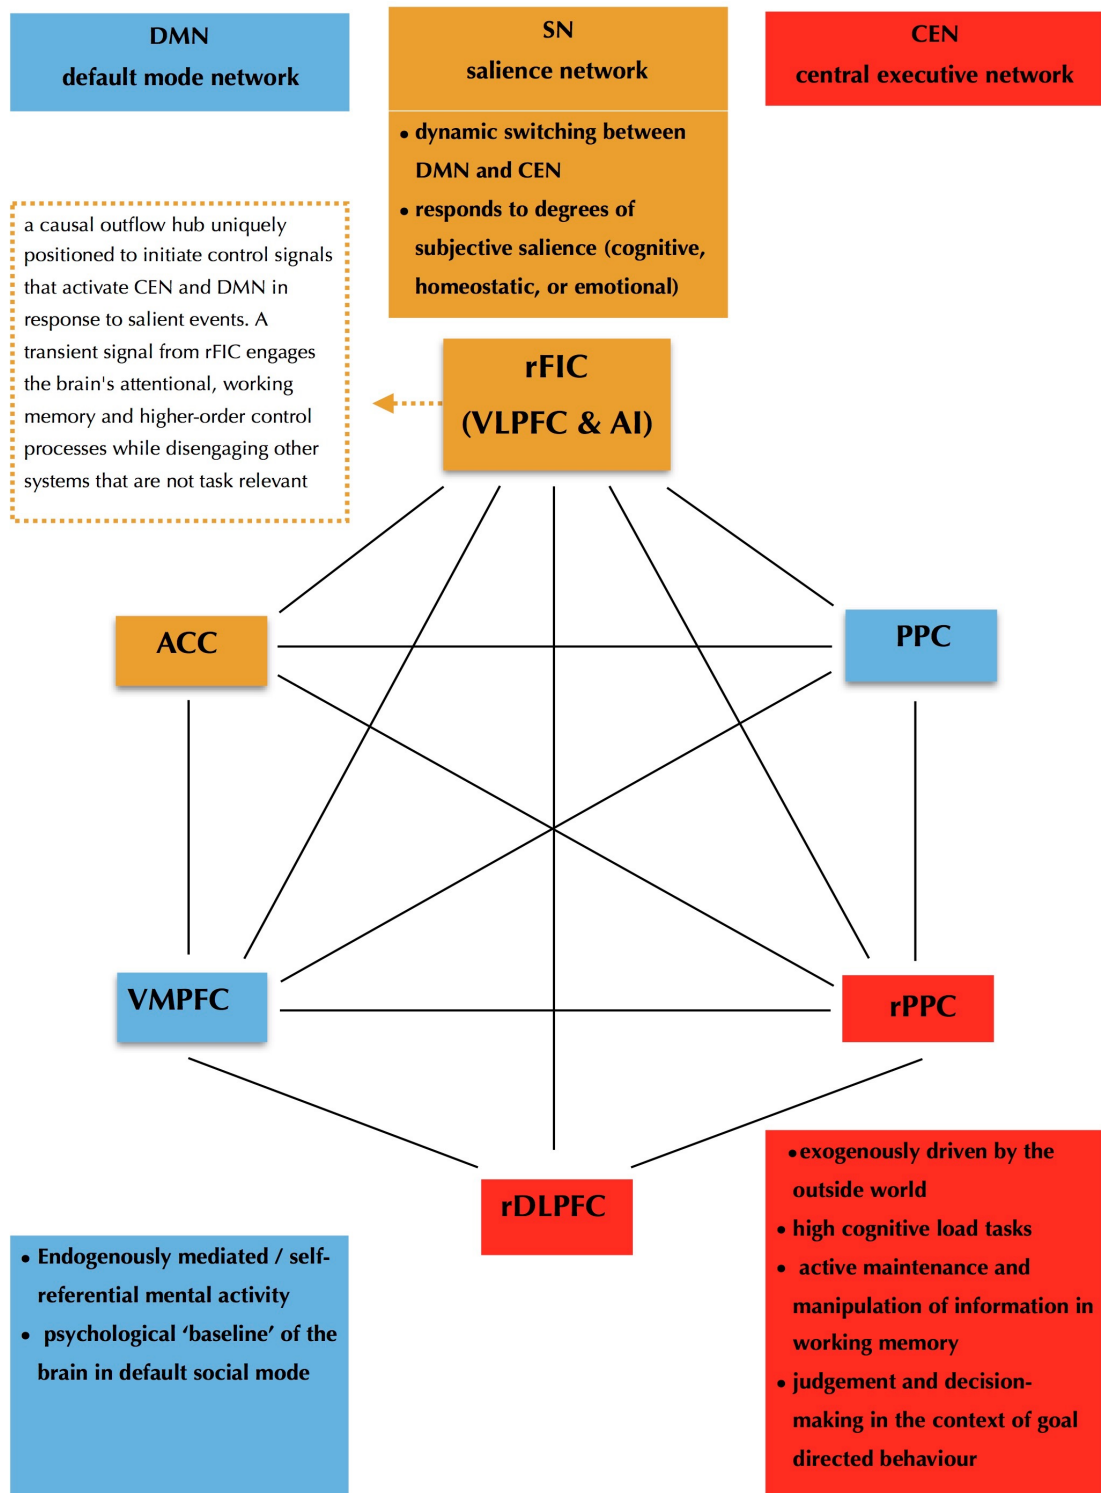 DMN
default mode network
SN
salience network
CEN
central executive network
• dynamic switching between
DMN and CEN
• responds to degrees of
subjective salience (cognitive,
homeostatic, or emotional)
a causal outflow hub uniquely
positioned to initiate control signals
that activate CEN and DMN in
response to salient events. A
transient signal from rFIC engages
the brain's attentional, working
memory and higher-order control
processes while disengaging other
systems that are not task relevant
rFIC
(VLPFC & AI)
ACC
PPC
VMPFC
rPPC
rDLPFC
• Endogenously mediated / self-
referential mental activity
• psychological ‘baseline’ of the
brain in default social mode
• exogenously driven by the
outside world
• high cognitive load tasks
• active maintenance and
manipulation of information in
working memory
• judgement and decision-
making in the context of goal
directed behaviour